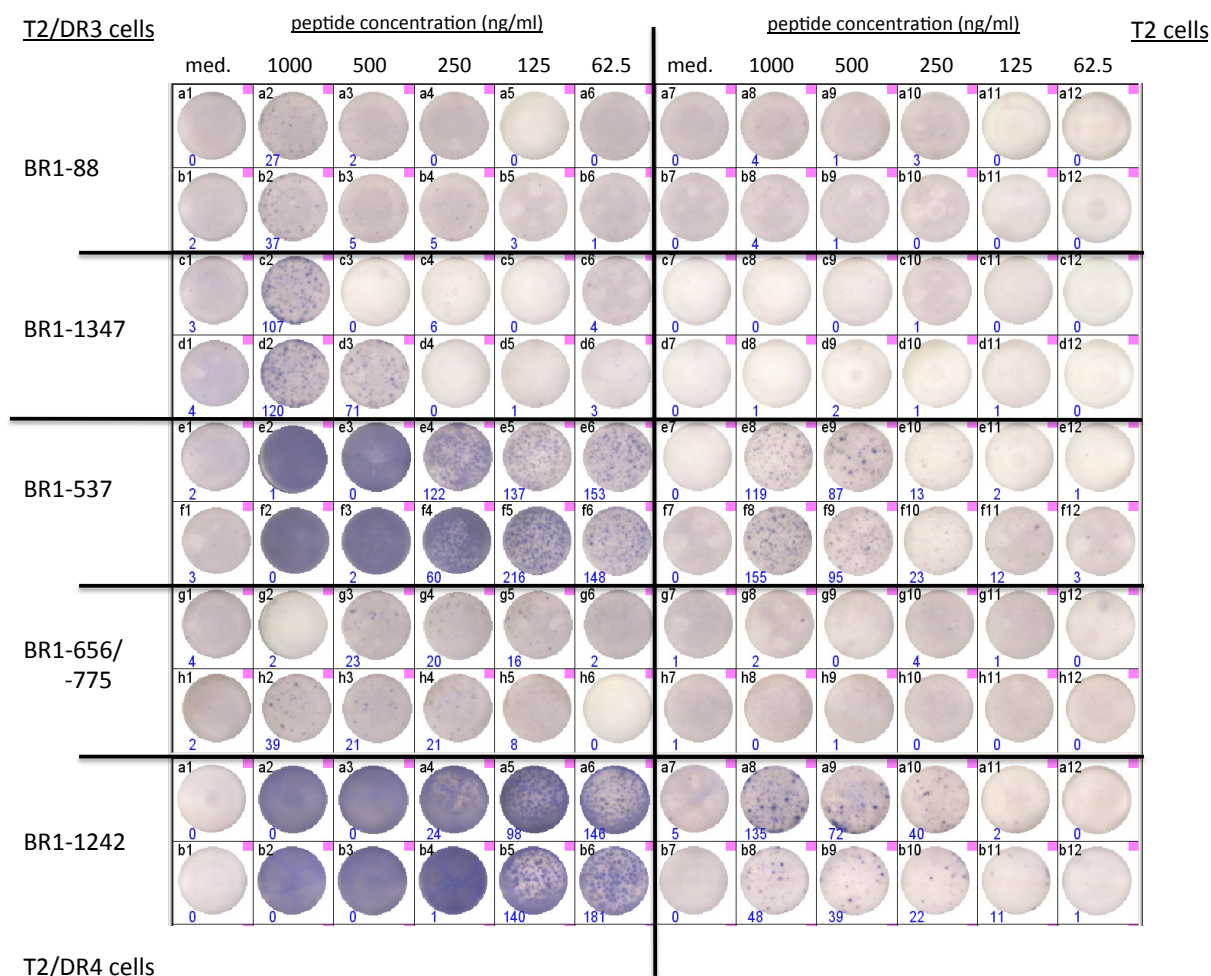 T2/DR3 cells peptide concentration (ng/ml) peptide concentration (ng/ml) T2 cells
med. 1000 500 250 125 62.5 med. 1000 500 250 125 62.5
a1 a2 a3 a4 a5 a6 a7 a8 a9 a10 a11 a12
0 27 2 0 0 0 0 4 1 3 0 0
BR1-88
b1 b2 b3 b4 b5 b6 b7 b8 b9 b10 b11 b12
2 37 5 5 3 1 0 4 1 0 0 0
c1 c2 c3 c4 c5 c6 c7 c8 c9 c10 c11 c12
3 107 0 6 0 4 0 0 0 1 0 0
BR1-1347
d1 d2 d3 d4 d5 d6 d7 d8 d9 d10 d11 d12
4 120 71 0 1 3 0 1 2 1 1 0
e1 e2 e3 e4 e5 e6 e7 e8 e9 e10 e11 e12
2 1 0 122 137 153 0 119 87 13 2 1
BR1-537
f1 f2 f3 f4 f5 f6 f7 f8 f9 f10 f11 f12
3 0 2 60 216 148 0 155 95 23 12 3
g1 g2 g3 g4 g5 g6 g7 g8 g9 g10 g11 g12
4 2 23 20 16 2 1 2 0 4 1 0
BR1-656/
-775
h1 h2 h3 h4 h5 h6 h7 h8 h9 h10 h11 h12
2 39 21 21 8 0 1 0 1 0 0 0
a1 a2 a3 a4 a5 a6 a7 a8 a9 a10 a11 a12
0 0 0 24 98 146 5 135 72 40 2 0
BR1-1242
b1 b2 b3 b4 b5 b6 b7 b8 b9 b10 b11 b12
0 0 0 1 140 181 0 48 39 22 11 1
T2/DR4 cells